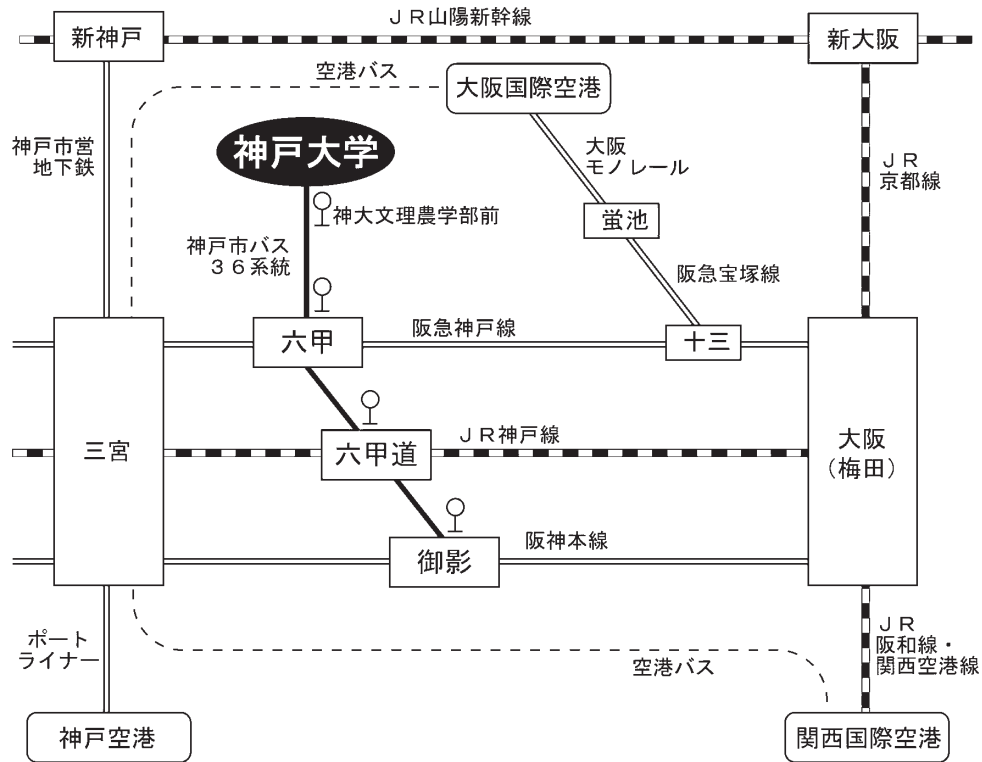 ＪＲ山陽新幹線
新神戸
新大阪
空港バス
大阪国際空港
神戸市営
地下鉄
神戸大学
大阪
モノレール
ＪＲ
京都線
神大文理農学部前
蛍池
神戸市バス
３６系統
阪急宝塚線
六甲
阪急神戸線
十三
三宮
六甲道
ＪＲ神戸線
大阪
（梅田）
御影
阪神本線
ポート
ライナー
空港バス
ＪＲ
阪和線・
関西空港線
神戸空港
関西国際空港